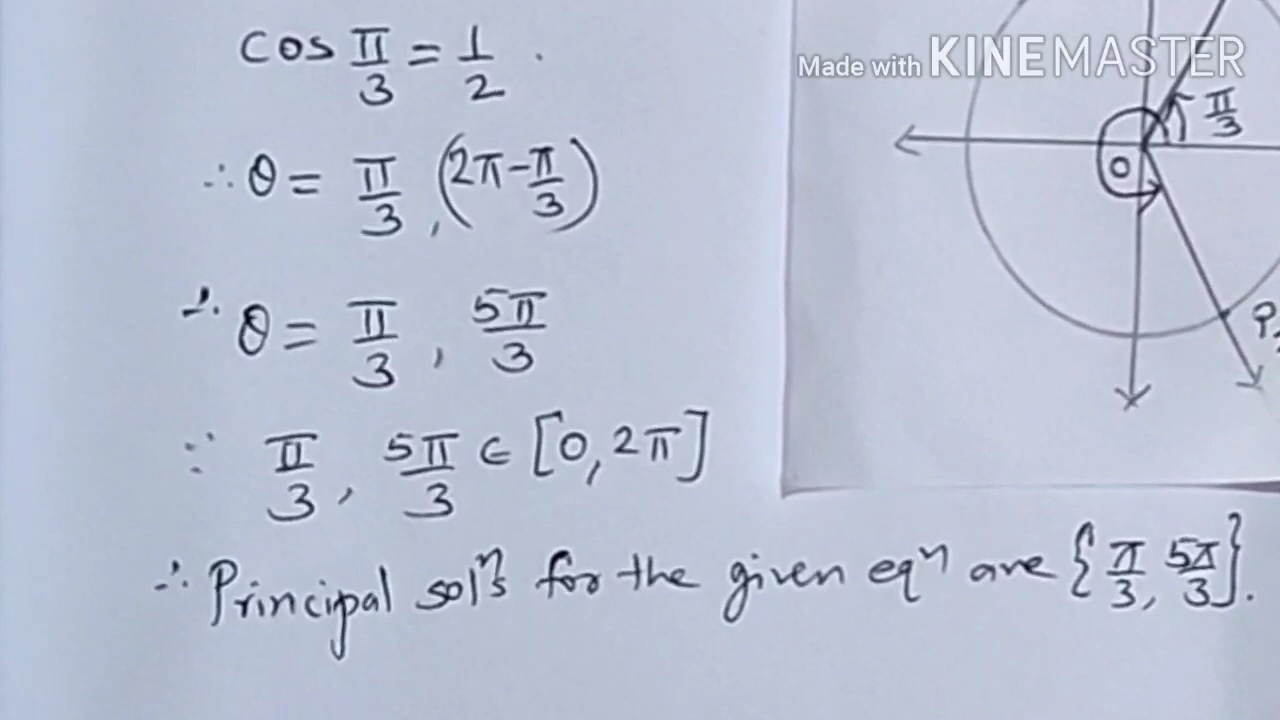 cos π/3 = 1/2 .
Made with KINEMASTER
∴ θ = π/3 , (2π - π/3)
π/3
O
∴ θ = π/3 , 5π/3
P
∵ π/3 , 5π/3 ∈ [0, 2π]
∴ Principal solⁿs for the given eqⁿ are {π/3, 5π/3}.